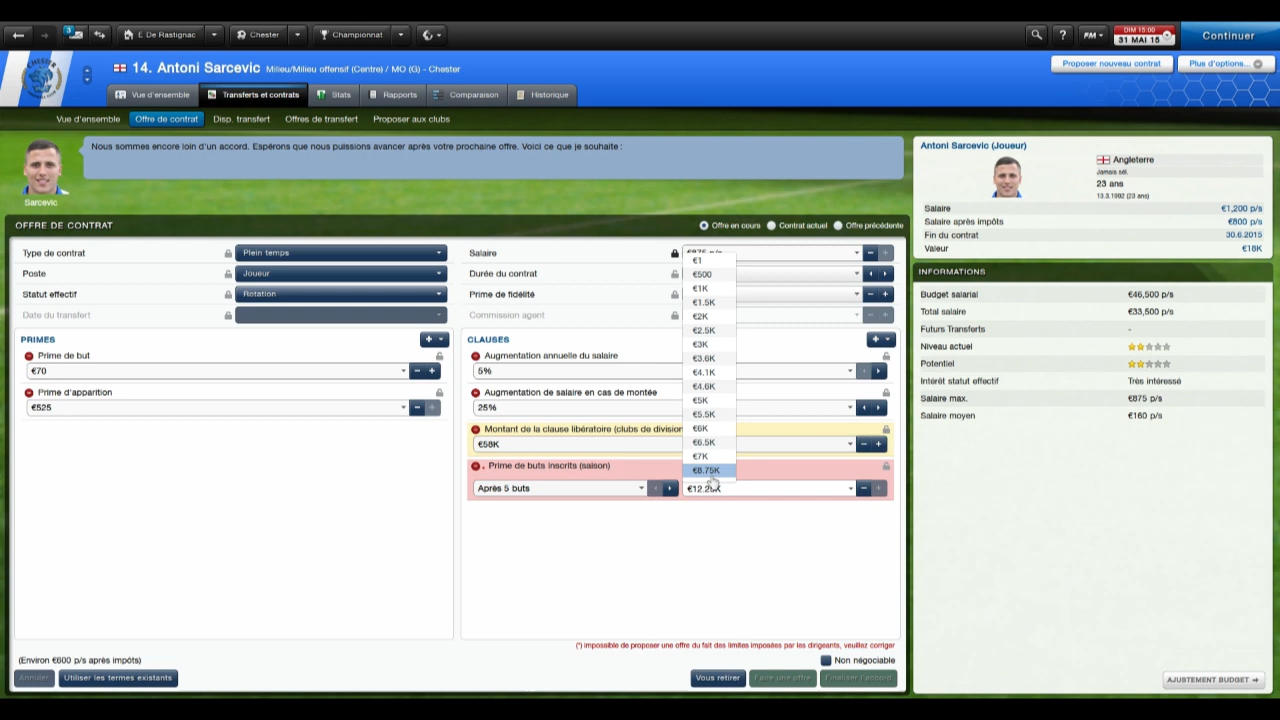 3
E. De Rastignac
Chester
Championnat
?
FM
DIM 15:00
31 MAI 15
Continuer
CHESTER
14. Antoni Sarcevic Milieu/Milieu offensif (Centre) / MO (G) - Chester
Proposer nouveau contrat
Plus d'options...
Vue d'ensemble
Transferts et contrats
Stats
Rapports
Comparaison
Historique
Vue d'ensemble
Offre de contrat
Disp. transfert
Offres de transfert
Proposer aux clubs
Nous sommes encore loin d'un accord. Espérons que nous puissions avancer après votre prochaine offre. Voici ce que je souhaite :
Sarcevic
OFFRE DE CONTRAT
Offre en cours
Contrat actuel
Offre précédente
Type de contrat
Plein temps
Poste
Joueur
Statut effectif
Rotation
Date du transfert
Salaire
€875 p/s
Durée du contrat
Prime de fidélité
Commission agent
€1
€500
€1K
€1.5K
€2K
€2.5K
€3K
€3.6K
€4.1K
€4.6K
€5K
€5.5K
€6K
€6.5K
€7K
€8.75K
PRIMES
Prime de but
€70
Prime d'apparition
€525
CLAUSES
Augmentation annuelle du salaire
5%
Augmentation de salaire en cas de montée
25%
Montant de la clause libératoire (clubs de division
€58K
. Prime de buts inscrits (saison)
Après 5 buts
€12.25K
(*) impossible de proposer une offre du fait des limites imposées par les dirigeants, veuillez corriger
(Environ €600 p/s après impôts)
Non négociable
Annuler
Utiliser les termes existants
Vous retirer
Faire une offre
Finaliser l'accord
Antoni Sarcevic (Joueur)
Angleterre
Jamais sél.
23 ans
13.3.1992 (23 ans)
Salaire €1,200 p/s
Salaire après impôts €800 p/s
Fin du contrat 30.6.2015
Valeur €18K
INFORMATIONS
Budget salarial €46,500 p/s
Total salaire €33,500 p/s
Futurs Transferts -
Niveau actuel
Potentiel
Intérêt statut effectif Très intéressé
Salaire max. €875 p/s
Salaire moyen €160 p/s
AJUSTEMENT BUDGET